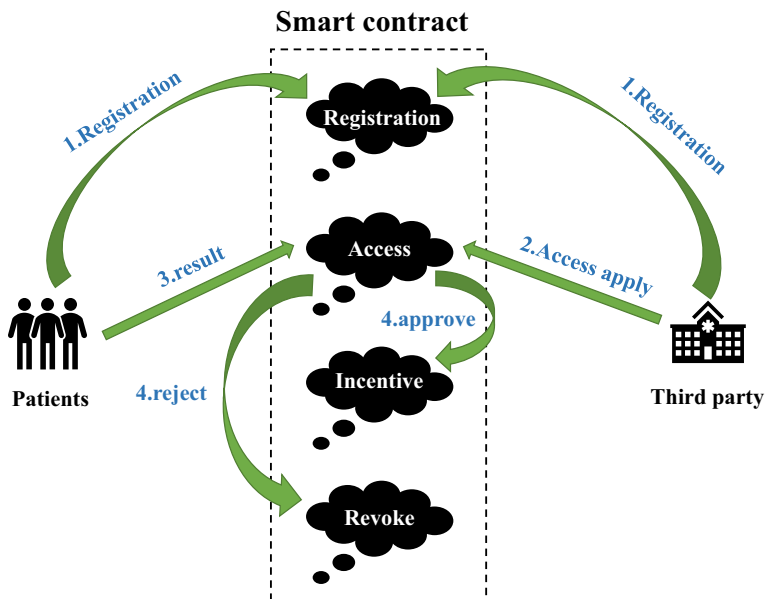 Smart contract
1.Registration
Registration
1.Registration
3.result
Access
2.Access apply
4.approve
Patients
4.reject
Incentive
Third party
Revoke